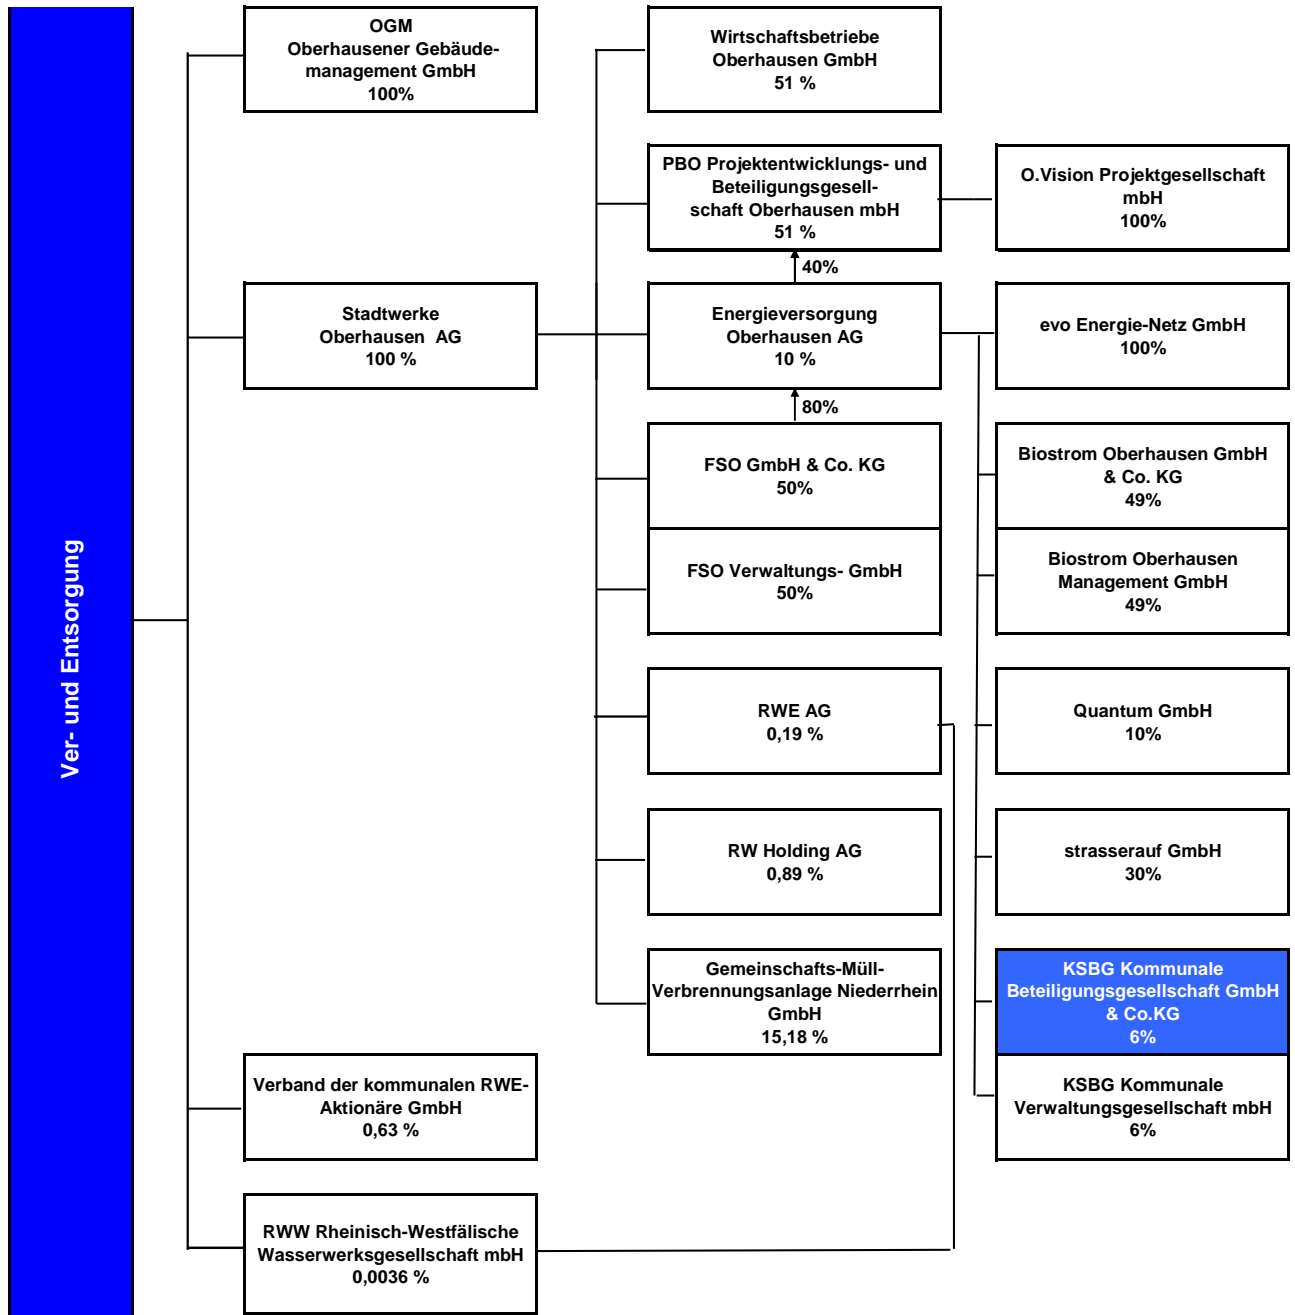 Ver- und Entsorgung
OGM
Oberhausener Gebäude-
management GmbH
100%
Stadtwerke
Oberhausen AG
100 %
Verband der kommunalen RWE-
Aktionäre GmbH
0,63 %
RWW Rheinisch-Westfälische
Wasserwerksgesellschaft mbH
0,0036 %
Wirtschaftsbetriebe
Oberhausen GmbH
51 %
PBO Projektentwicklungs- und
Beteiligungsgesell-
schaft Oberhausen mbH
51 %
40%
Energieversorgung
Oberhausen AG
10 %
80%
FSO GmbH & Co. KG
50%
FSO Verwaltungs- GmbH
50%
RWE AG
0,19 %
RW Holding AG
0,89 %
Gemeinschafts-Müll-
Verbrennungsanlage Niederrhein
GmbH
15,18 %
O.Vision Projektgesellschaft
mbH
100%
evo Energie-Netz GmbH
100%
Biostrom Oberhausen GmbH
& Co. KG
49%
Biostrom Oberhausen
Management GmbH
49%
Quantum GmbH
10%
strasserauf GmbH
30%
KSBG Kommunale
Beteiligungsgesellschaft GmbH
& Co.KG
6%
KSBG Kommunale
Verwaltungsgesellschaft mbH
6%